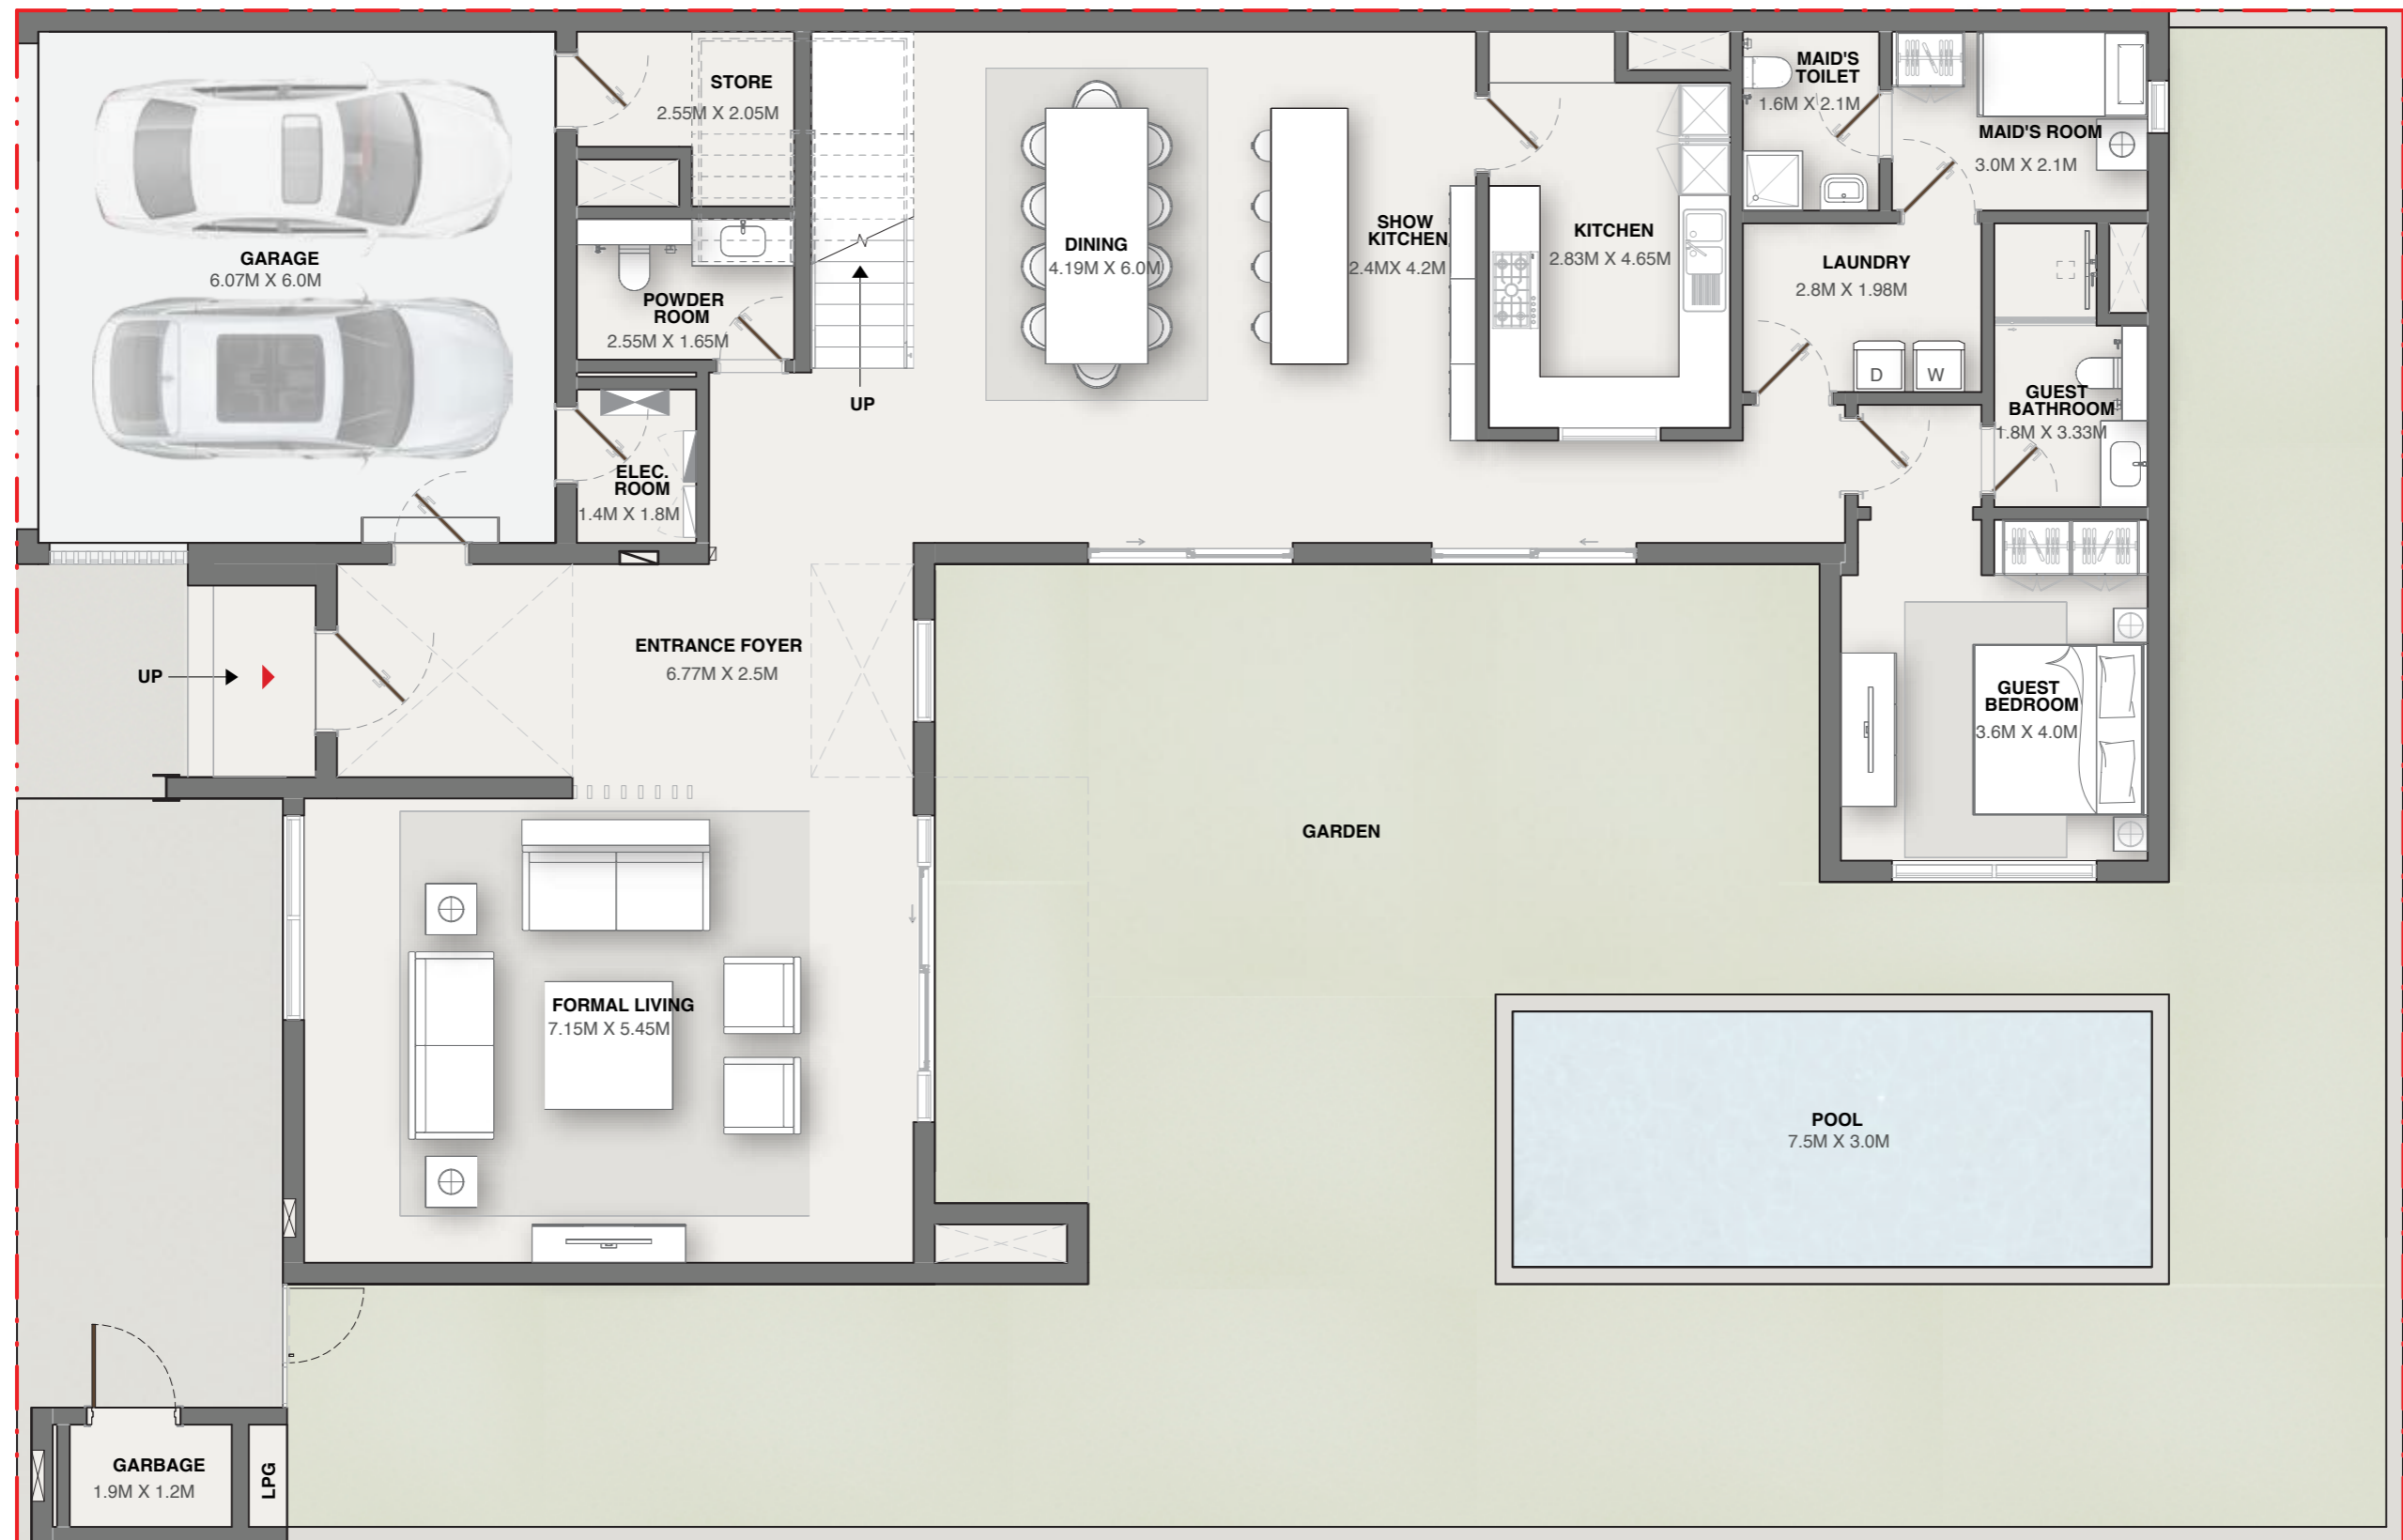 STORE
2.55M X 2.05M
MAID'S
TOILET
1.6M X 2.1M
MAID'S ROOM
3.0M X 2.1M
GARAGE
6.07M X 6.0M
POWDER
ROOM
2.55M X 1.65M
UP
DINING
4.19M X 6.0M
SHOW
KITCHEN
2.4MX 4.2M
KITCHEN
2.83M X 4.65M
LAUNDRY
2.8M X 1.98M
D
W
GUEST
BATHROOM
1.8M X 3.33M
ELEC.
ROOM
1.4M X 1.8M
UP
ENTRANCE FOYER
6.77M X 2.5M
GUEST
BEDROOM
3.6M X 4.0M
GARDEN
FORMAL LIVING
7.15M X 5.45M
POOL
7.5M X 3.0M
GARBAGE
1.9M X 1.2M
LPG